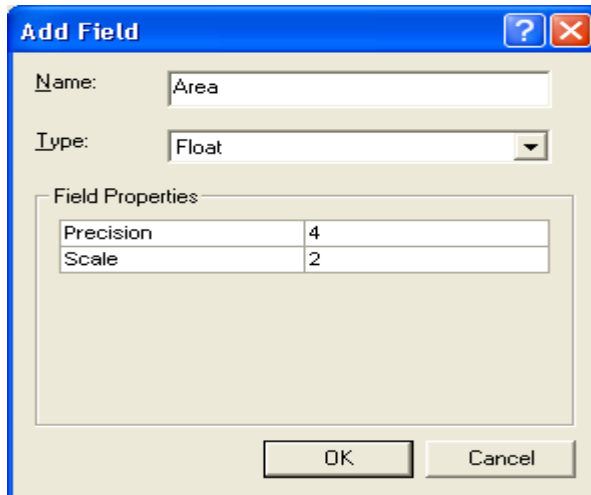 Add Field
Name: Area
Type: Float
Field Properties
Precision 4
Scale 2
OK Cancel